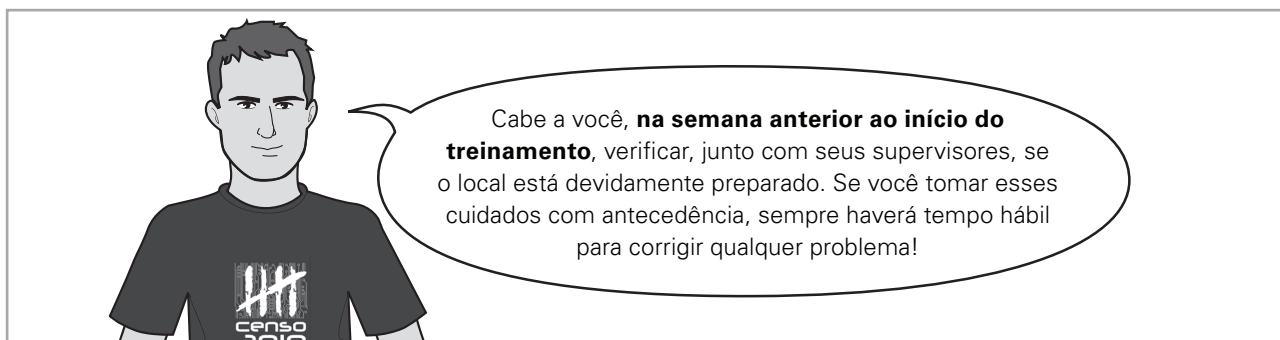 Cabe a você, na semana anterior ao início do
treinamento, verificar, junto com seus supervisores, se
o local está devidamente preparado. Se você tomar esses
cuidados com antecedência, sempre haverá tempo hábil
para corrigir qualquer problema!
censo
2010